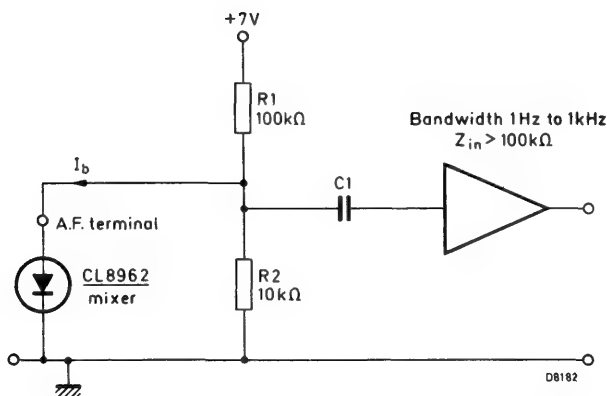 +7V
R1
100kΩ
Bandwidth 1Hz to 1kHz
Zin > 100kΩ
Ib
C1
A.F. terminal
CL8962
mixer
R2
10kΩ
D8182